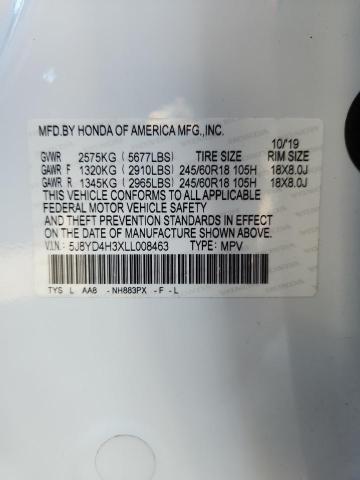 MFD.BY HONDA OF AMERICA MFG.,INC.
10/19
GVWR 2575KG (5677LBS) TIRE SIZE RIM SIZE
GAWR F 1320KG (2910LBS) 245/60R18 105H 18X8.0J
GAWR R 1345KG (2965LBS) 245/60R18 105H 18X8.0J
THIS VEHICLE CONFORMS TO ALL APPLICABLE
FEDERAL MOTOR VEHICLE SAFETY
AND THEFT PREVENTION STANDARDS IN EFFECT
ON THE DATE OF MANUFACTURE SHOWN ABOVE.
V.I.N.: 5J8YD4H3XLL008463 TYPE: MPV
TYS L AA8 - NH883PX - F - L